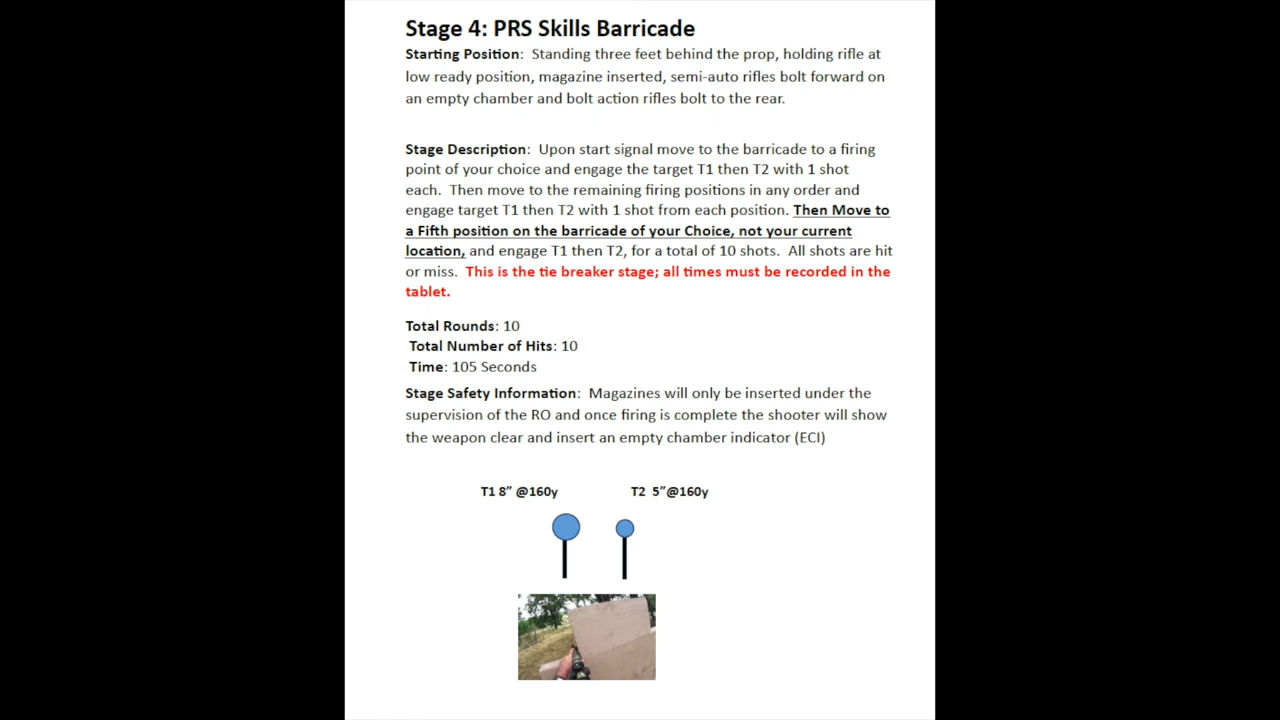 Stage 4: PRS Skills Barricade
Starting Position:  Standing three feet behind the prop, holding rifle at
low ready position, magazine inserted, semi-auto rifles bolt forward on
an empty chamber and bolt action rifles bolt to the rear.
Stage Description:  Upon start signal move to the barricade to a firing
point of your choice and engage the target T1 then T2 with 1 shot
each.  Then move to the remaining firing positions in any order and
engage target T1 then T2 with 1 shot from each position. Then Move to
a Fifth position on the barricade of your Choice, not your current
location, and engage T1 then T2, for a total of 10 shots.  All shots are hit
or miss.  This is the tie breaker stage; all times must be recorded in the
tablet.
Total Rounds: 10
Total Number of Hits: 10
Time: 105 Seconds
Stage Safety Information:  Magazines will only be inserted under the
supervision of the RO and once firing is complete the shooter will show
the weapon clear and insert an empty chamber indicator (ECI)
T1 8” @160y T2  5”@160y